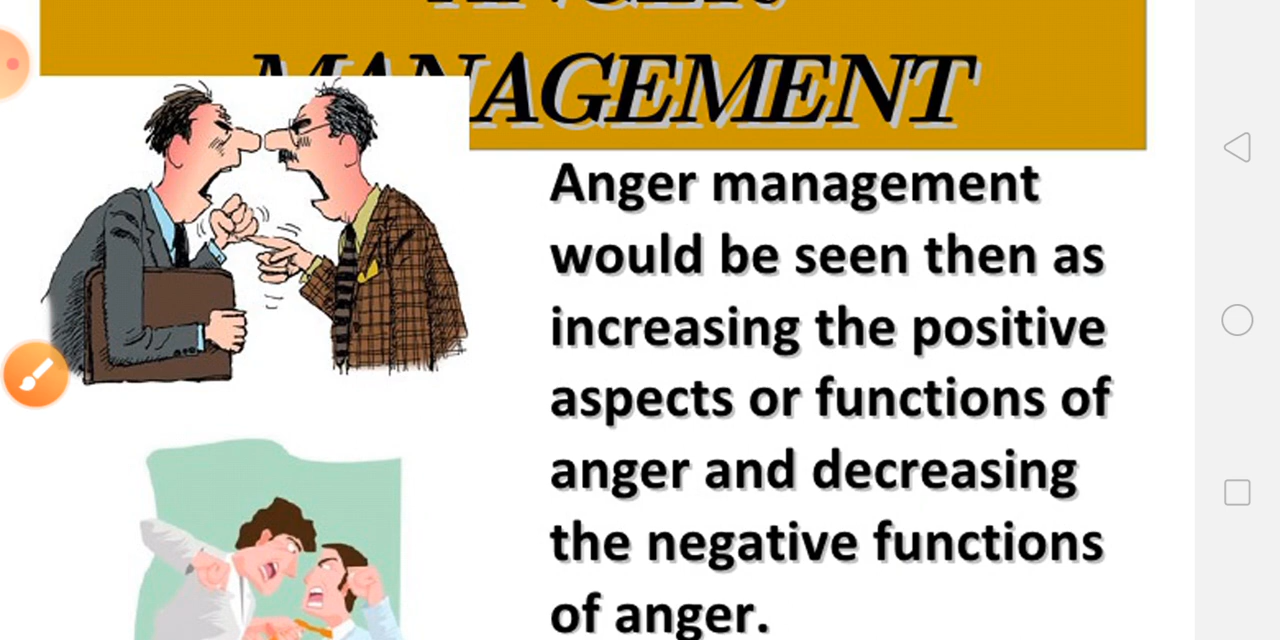 ANGER
MANAGEMENT
Anger management
would be seen then as
increasing the positive
aspects or functions of
anger and decreasing
the negative functions
of anger.